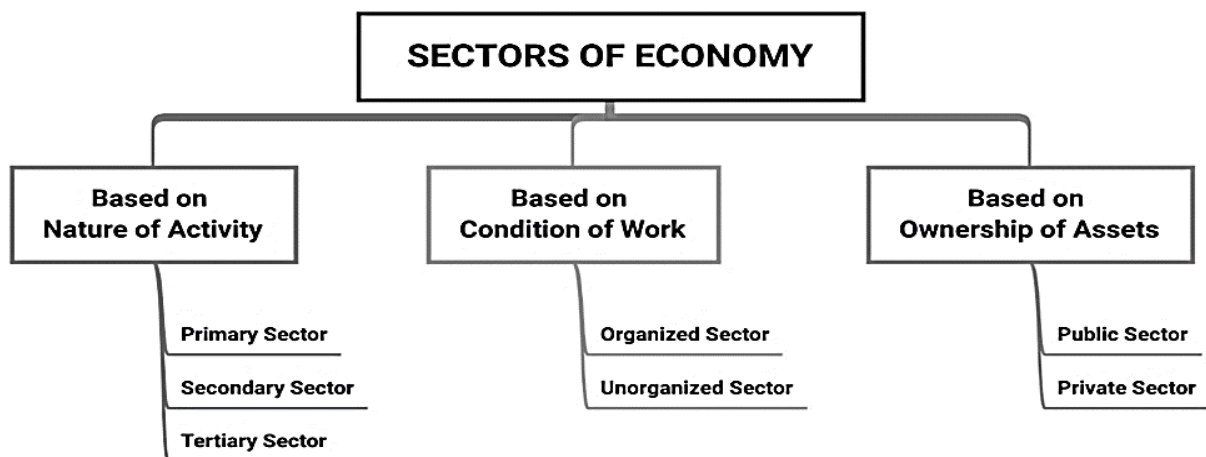 SECTORS OF ECONOMY
Based on
Nature of Activity
Primary Sector
Secondary Sector
Tertiary Sector
Based on
Condition of Work
Organized Sector
Unorganized Sector
Based on
Ownership of Assets
Public Sector
Private Sector